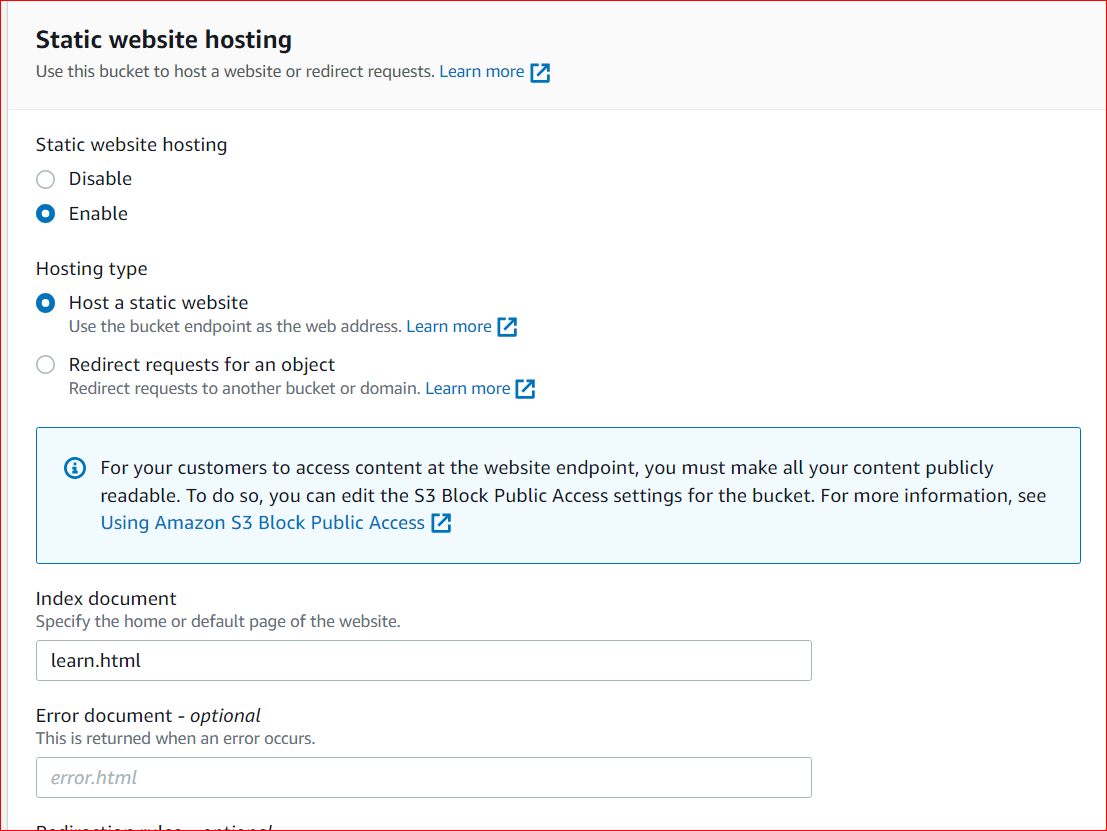 Static website hosting
Use this bucket to host a website or redirect requests. Learn more
Static website hosting
Disable
Enable
Hosting type
Host a static website
Use the bucket endpoint as the web address. Learn more
Redirect requests for an object
Redirect requests to another bucket or domain. Learn more
For your customers to access content at the website endpoint, you must make all your content publicly
readable. To do so, you can edit the S3 Block Public Access settings for the bucket. For more information, see
Using Amazon S3 Block Public Access
Index document
Specify the home or default page of the website.
learn.html
Error document - optional
This is returned when an error occurs.
error.html
Redirection rules - optional